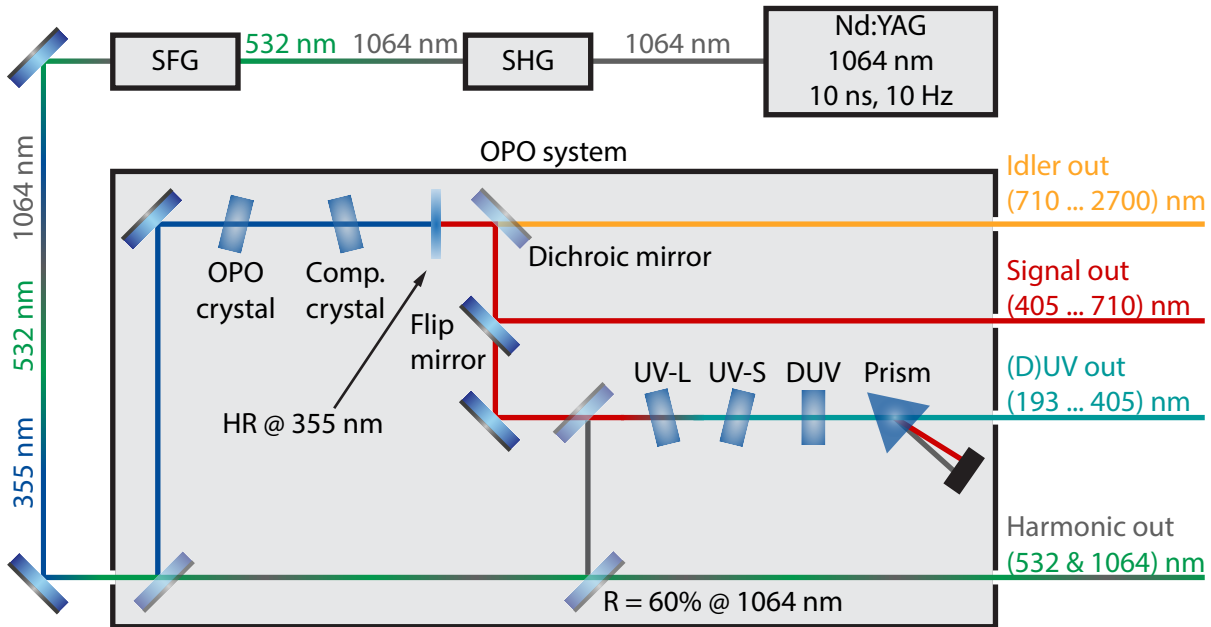 Nd:YAG
1064 nm
10 ns, 10 Hz
1064 nm
SHG
1064 nm
532 nm
SFG
1064 nm
532 nm
355 nm
OPO system
OPO
crystal
Comp.
crystal
HR @ 355 nm
Dichroic mirror
Flip
mirror
UV-L
UV-S
DUV
Prism
R = 60% @ 1064 nm
Idler out
(710 ... 2700) nm
Signal out
(405 ... 710) nm
(D)UV out
(193 ... 405) nm
Harmonic out
(532 & 1064) nm